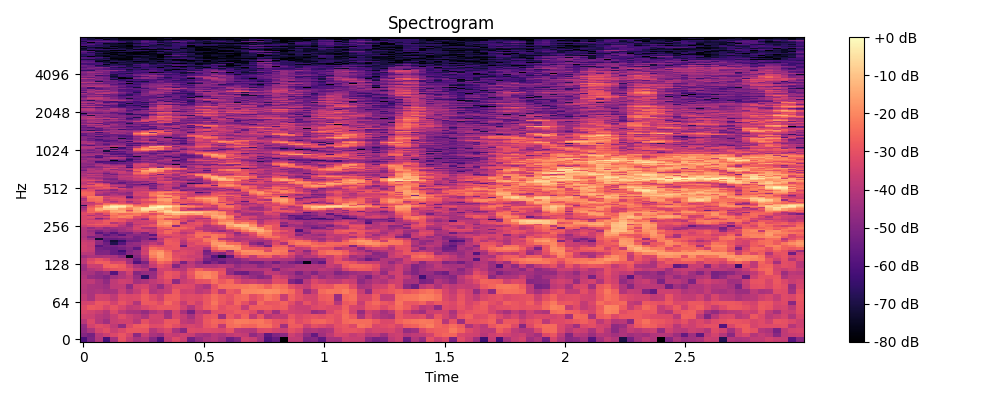 Spectrogram
Hz
4096
2048
1024
512
256
128
64
0
0
0.5
1
1.5
2
2.5
Time
+0 dB
-10 dB
-20 dB
-30 dB
-40 dB
-50 dB
-60 dB
-70 dB
-80 dB